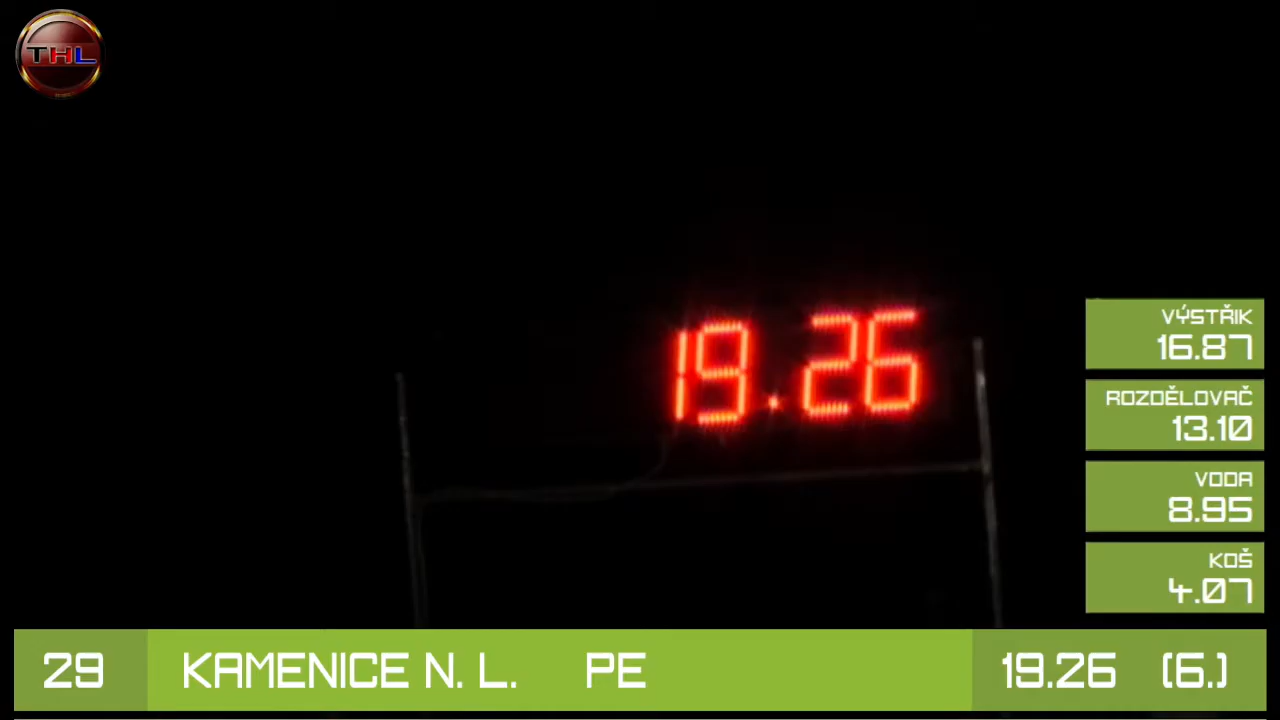 THL
19.26
VÝSTŘIK
16.87
ROZDĚLOVAČ
13.10
VODA
8.95
KOŠ
4.07
29 KAMENICE N. L. PE 19.26 (6.)